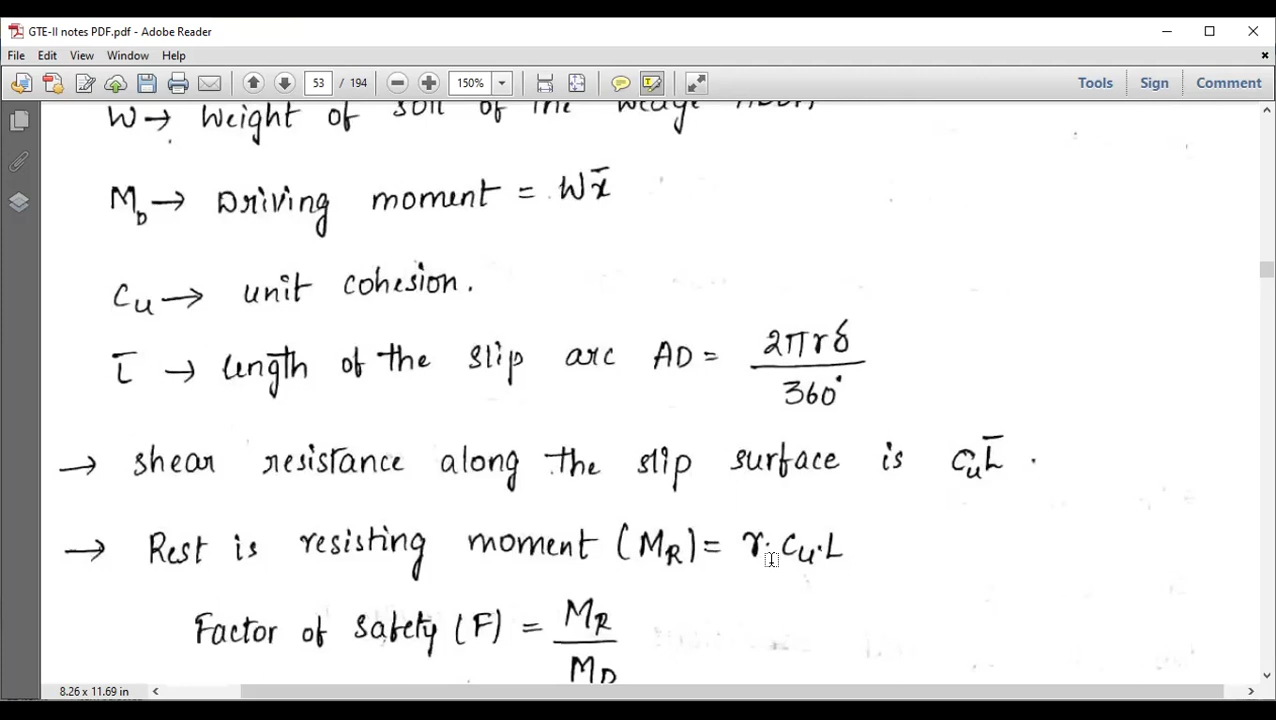 GTE-II notes PDF.pdf - Adobe Reader
File Edit View Window Help
53 / 194 150% Tools Sign Comment
W→ Weight of soil of the wedge
M_D→ Driving moment = Wx̄
C_u→ unit cohesion.
L̄ → length of the slip arc AD = 2πrδ / 360°
→ shear resistance along the slip surface is C_u L̄ .
→ Rest is resisting moment (M_R) = r·C_u·L
Factor of safety (F) = M_R / M_D
8.26 x 11.69 in